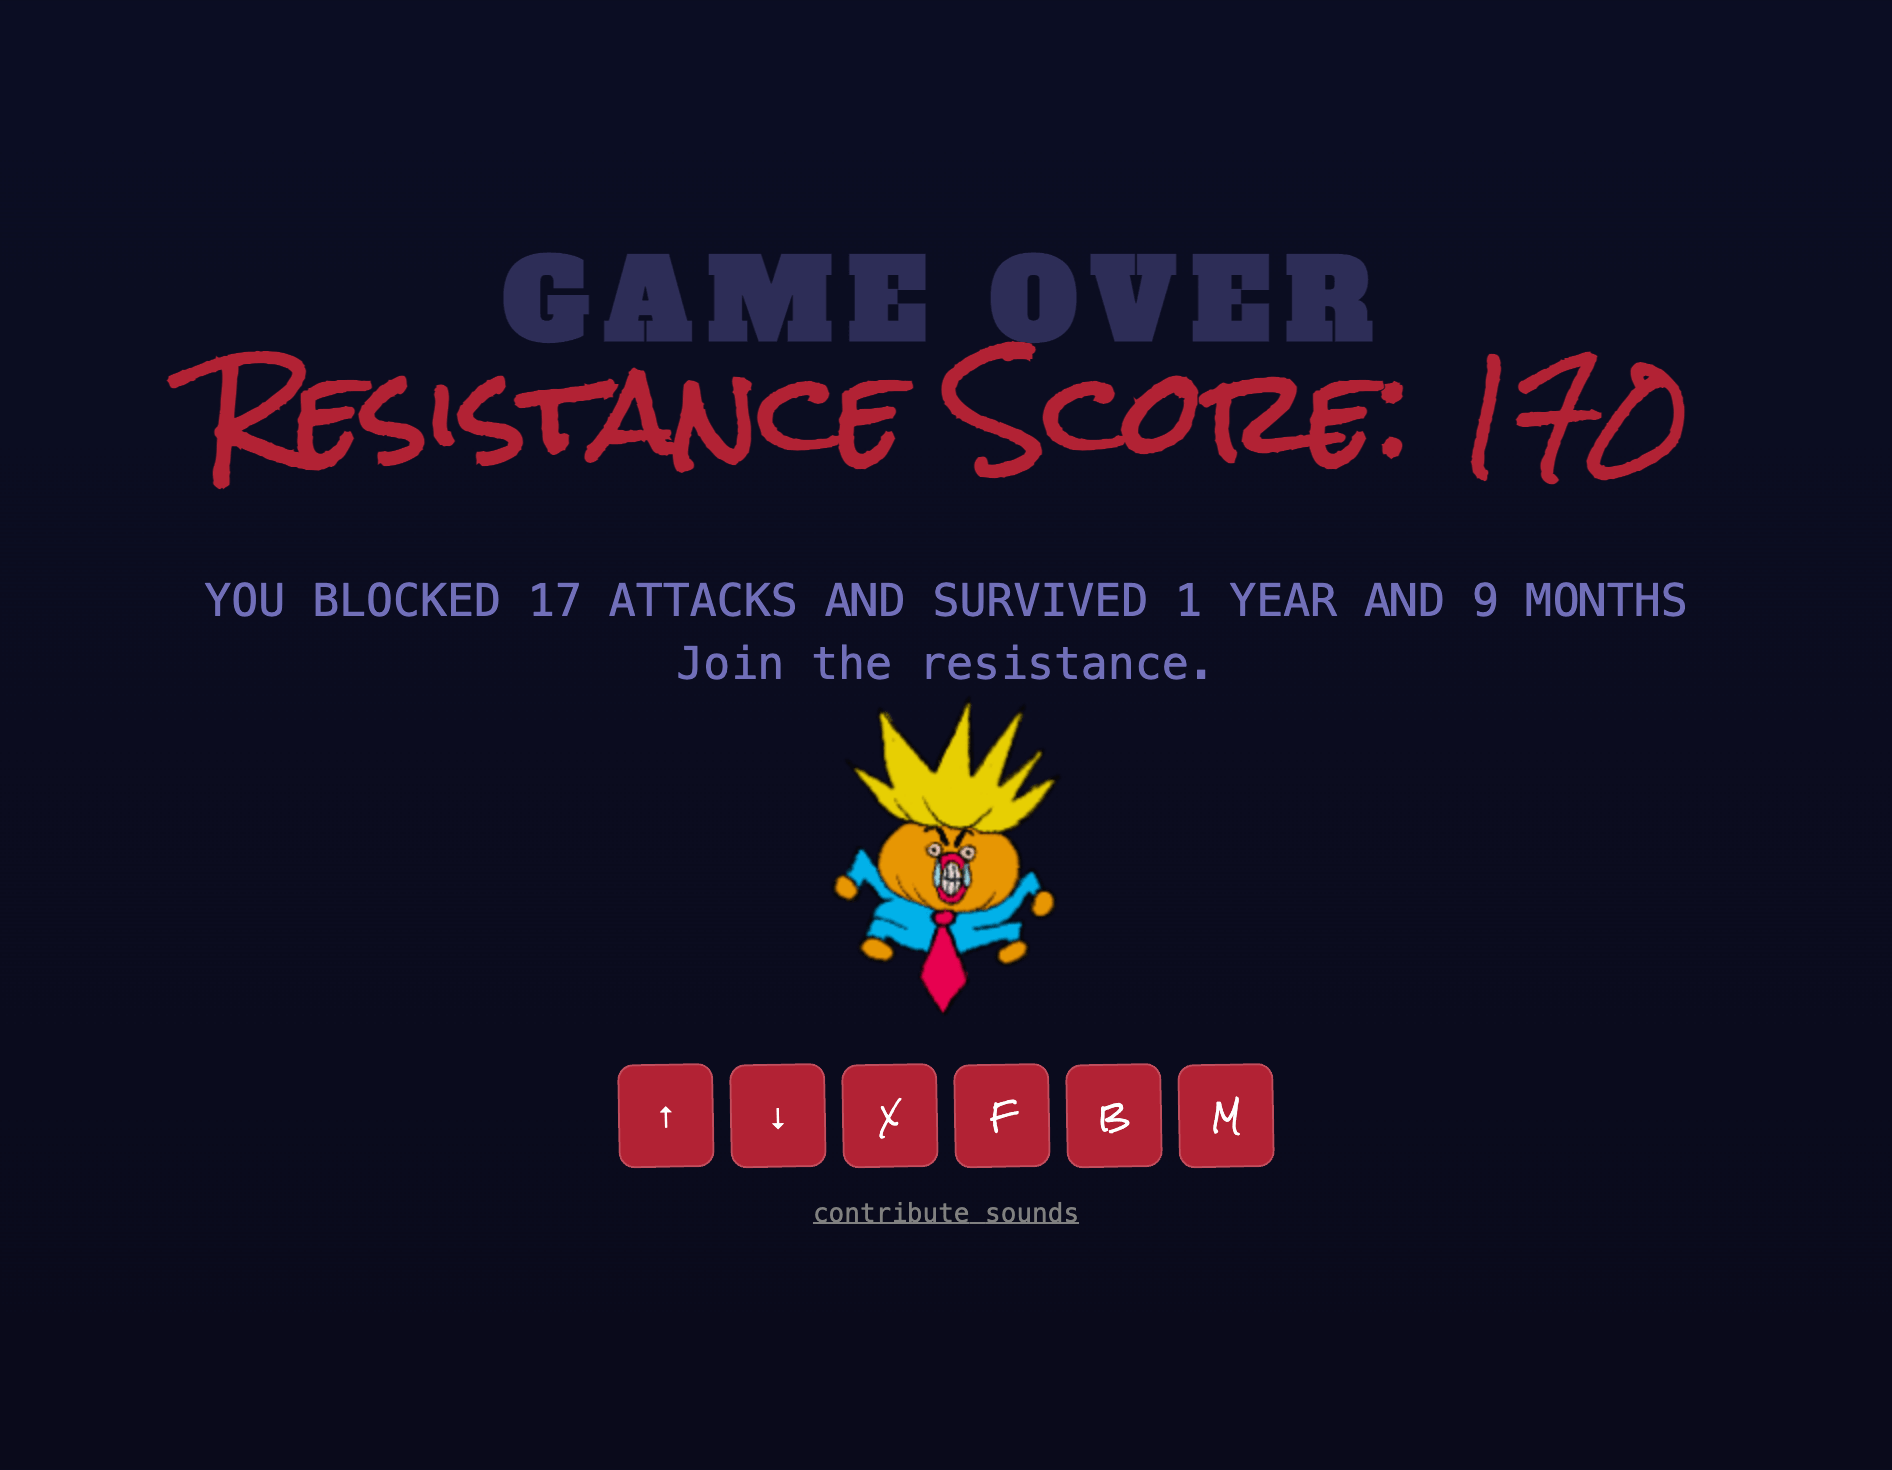 GAME OVER
Resistance Score: 170
YOU BLOCKED 17 ATTACKS AND SURVIVED 1 YEAR AND 9 MONTHS
Join the resistance.
↑ ↓ X F B M
contribute sounds